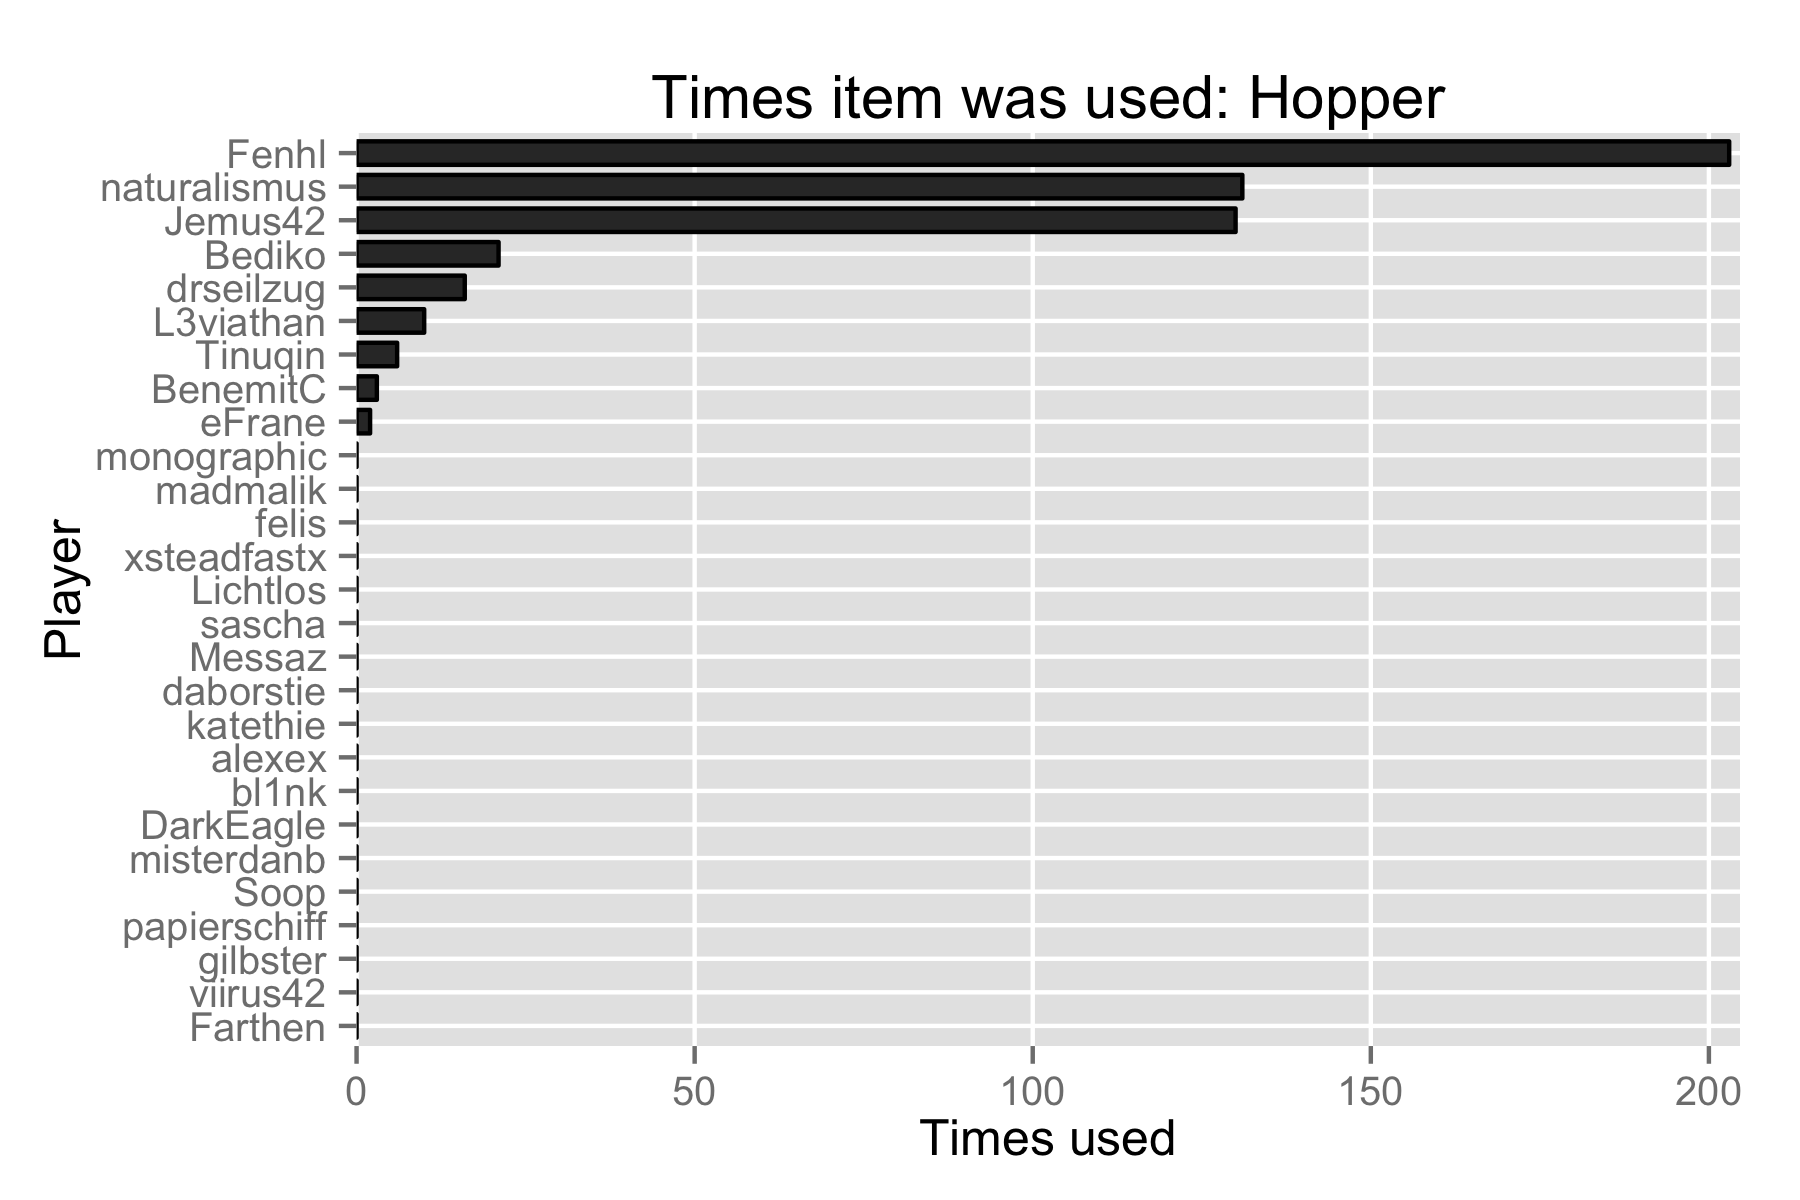 Times item was used: Hopper
Fenhl
naturalismus
Jemus42
Bediko
drseilzug
L3viathan
Tinuqin
BenemitC
eFrane
monographic
madmalik
felis
xsteadfastx
Lichtlos
sascha
Messaz
daborstie
katethie
alexex
bl1nk
DarkEagle
misterdanb
Soop
papierschiff
gilbster
viirus42
Farthen
Player
0 50 100 150 200
Times used